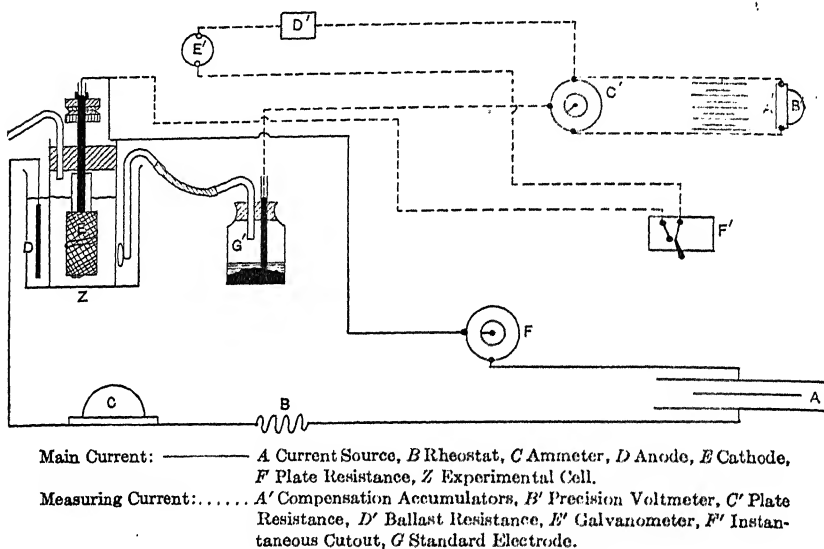 D'
E'
C'
A'
B'
F'
G'
D
E
Z
F
C
B
A
Main Current: ———— A Current Source, B Rheostat, C Ammeter, D Anode, E Cathode,
F Plate Resistance, Z Experimental Cell.
Measuring Current:...... A' Compensation Accumulators, B' Precision Voltmeter, C' Plate
Resistance, D' Ballast Resistance, E' Galvanometer, F' Instan-
taneous Cutout, G Standard Electrode.